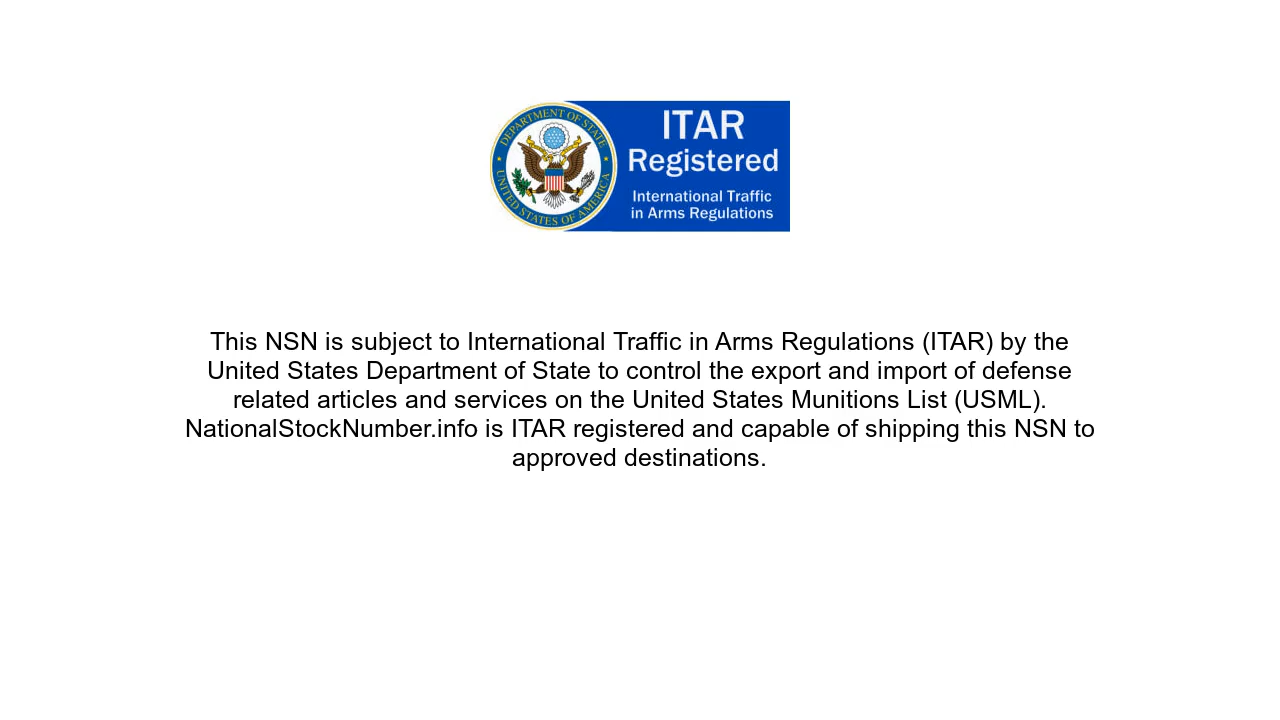 DEPARTMENT OF STATE
UNITED STATES OF AMERICA
ITAR
Registered
International Traffic
in Arms Regulations
This NSN is subject to International Traffic in Arms Regulations (ITAR) by the
United States Department of State to control the export and import of defense
related articles and services on the United States Munitions List (USML).
NationalStockNumber.info is ITAR registered and capable of shipping this NSN to
approved destinations.